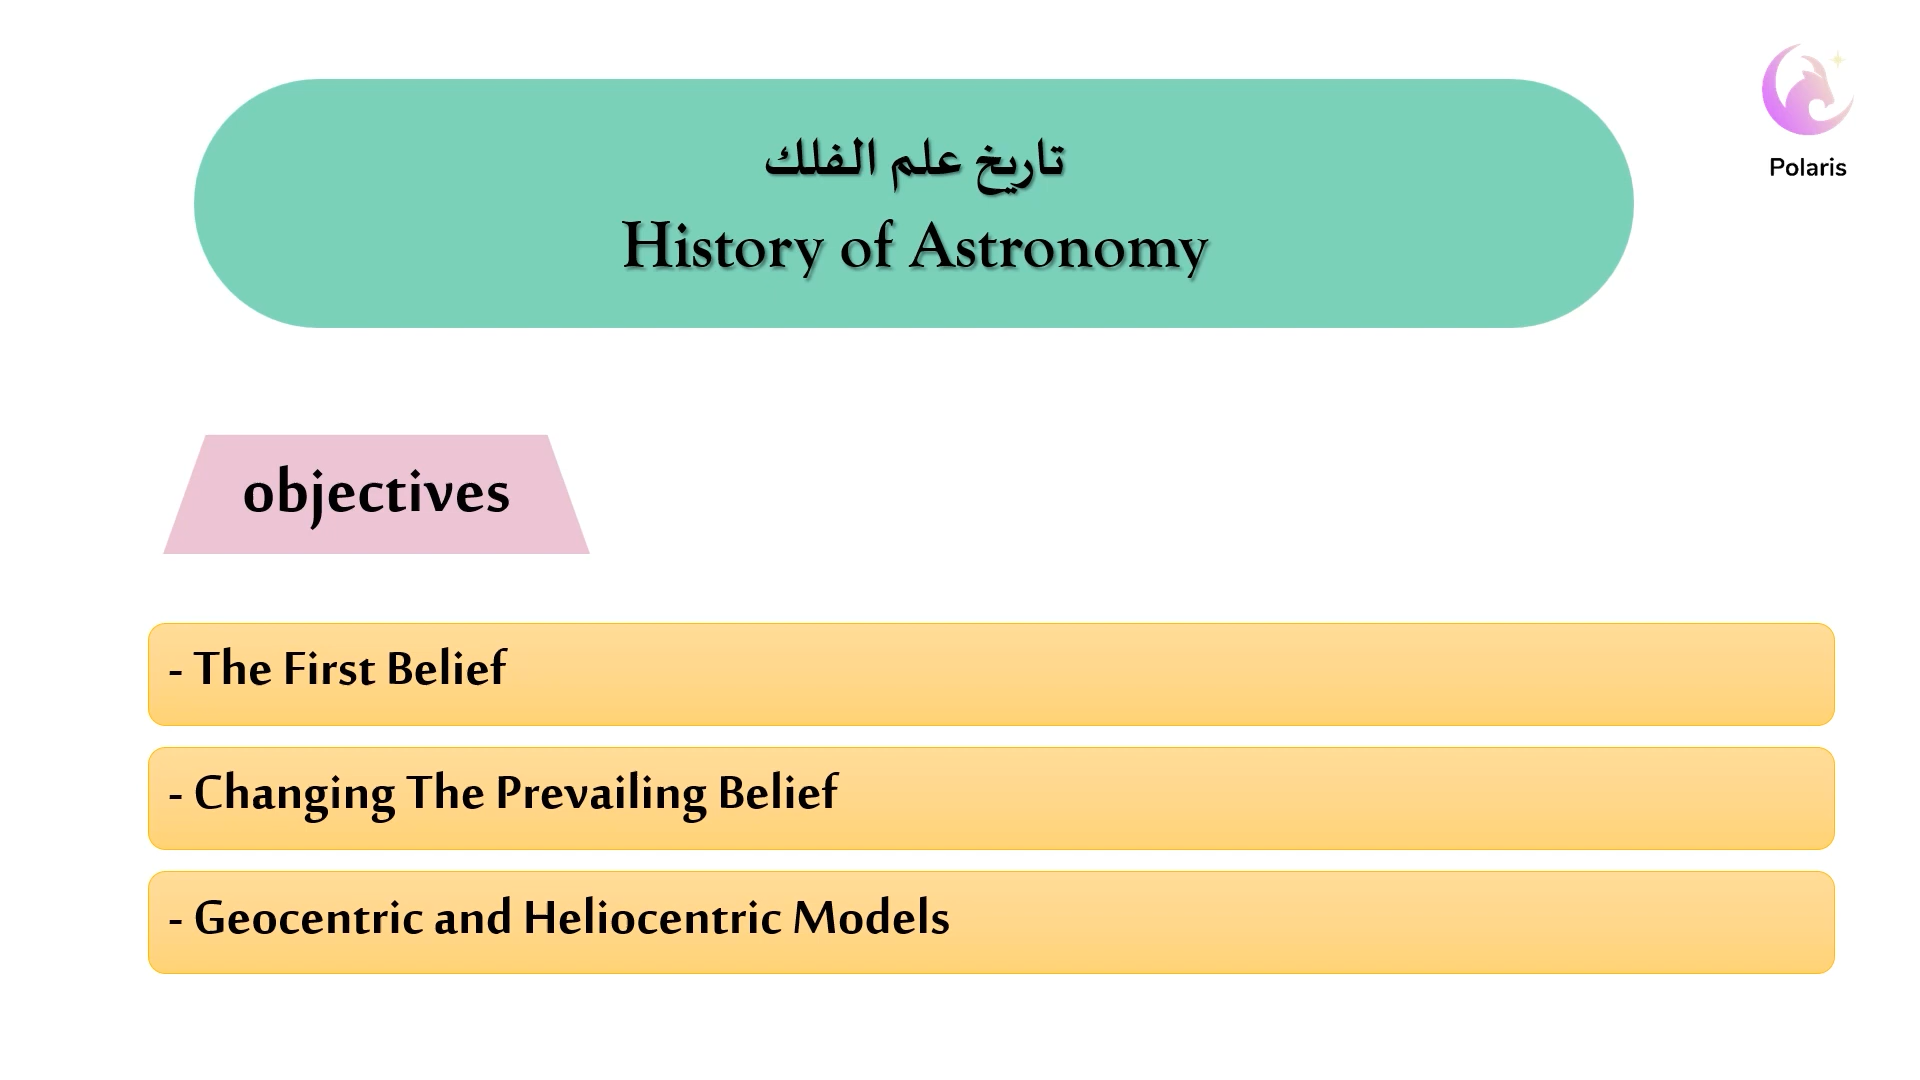 تاريخ علم الفلك
History of Astronomy
Polaris
objectives
- The First Belief
- Changing The Prevailing Belief
- Geocentric and Heliocentric Models